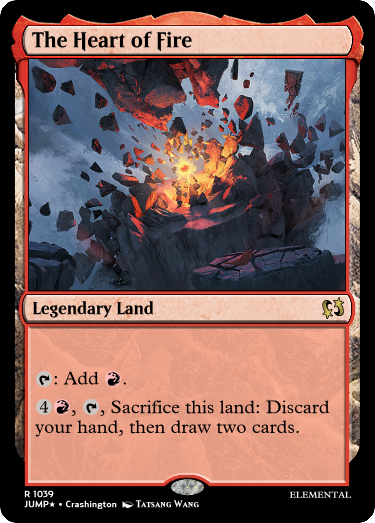 The Heart of Fire
Legendary Land
: Add .
4 , , Sacrifice this land: Discard
your hand, then draw two cards.
R 1039
ELEMENTAL
JUMP★ • Crashington Tatsang Wang